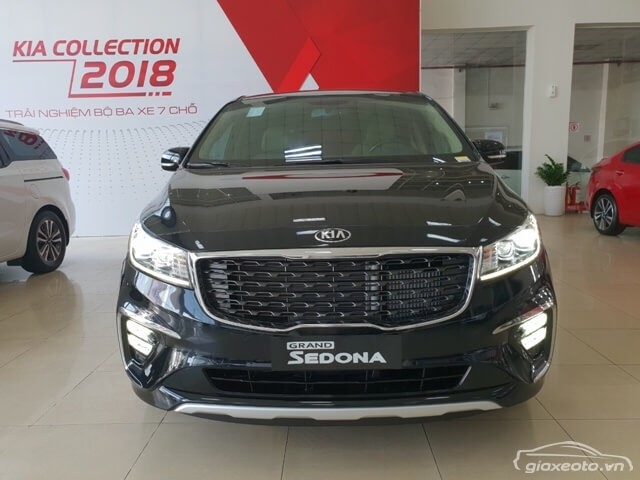 KIA COLLECTION
2018
TRẢI NGHIỆM BỘ BA XE 7 CHỖ
KIA
GRAND
SEDONA
giaxeoto.vn